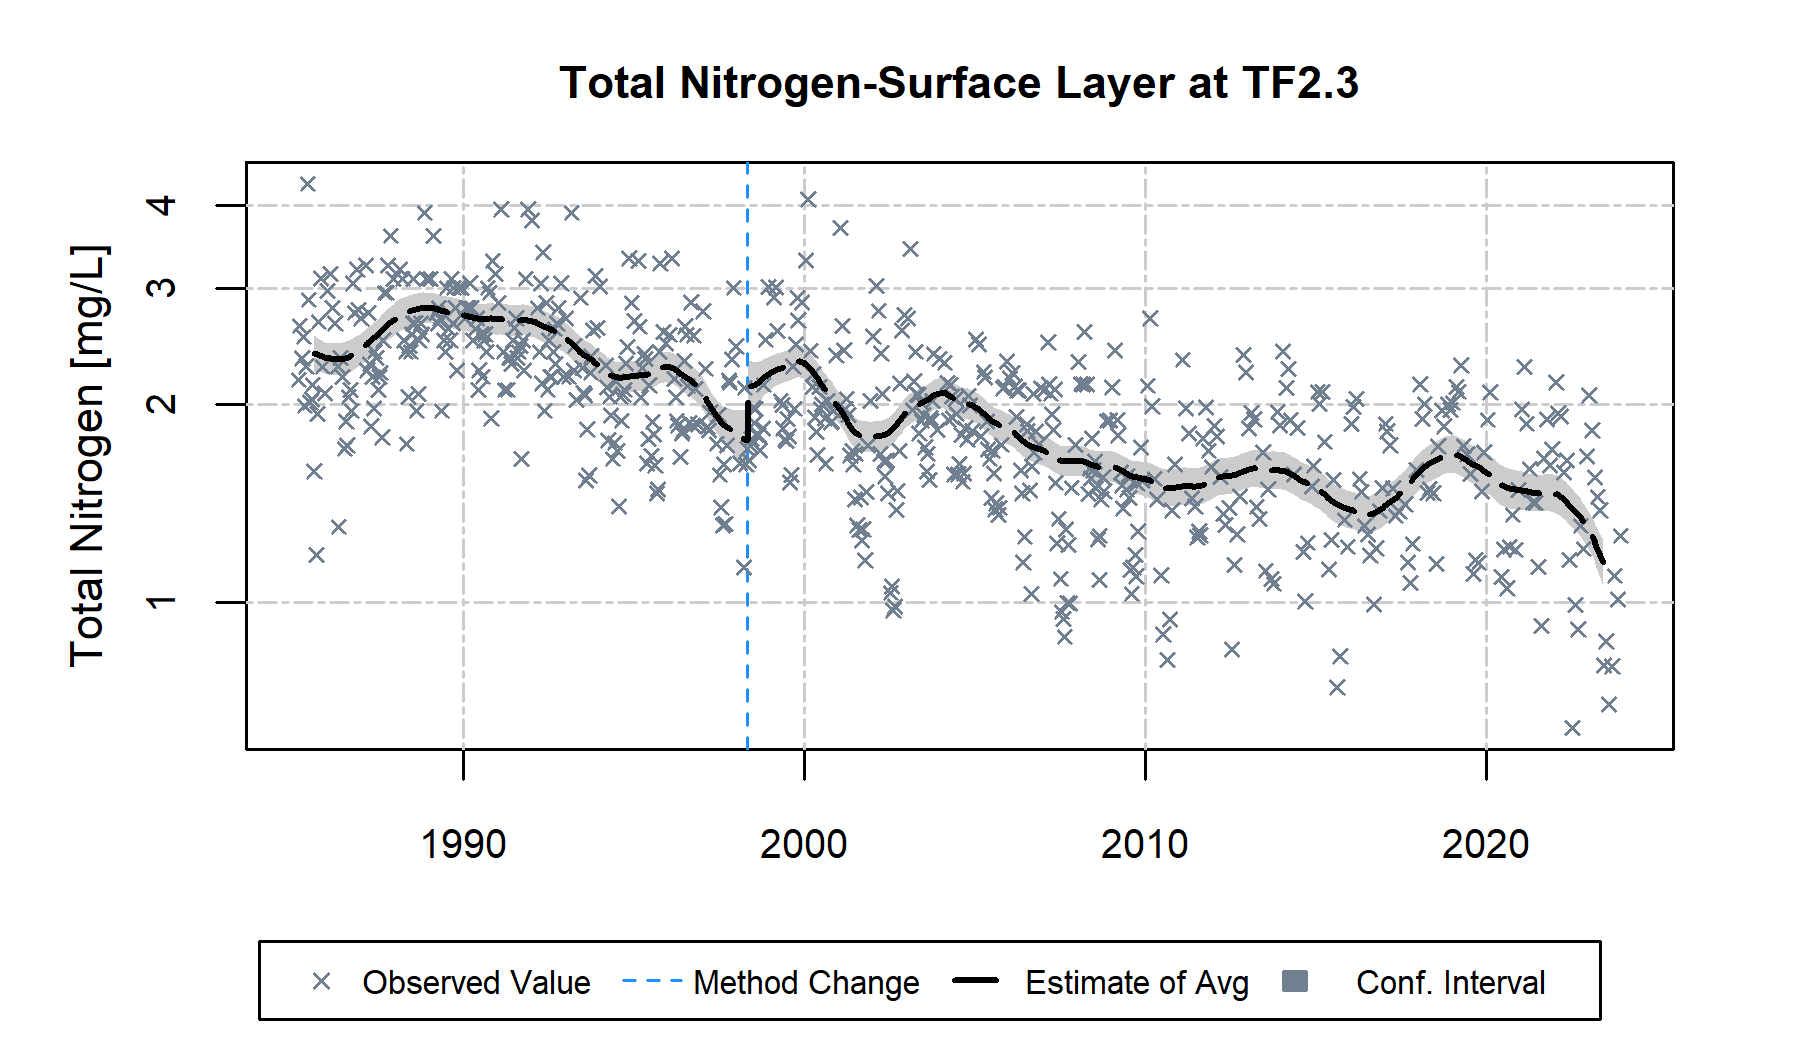 Total Nitrogen-Surface Layer at TF2.3
Total Nitrogen [mg/L]
4
3
2
1
1990 2000 2010 2020
Observed Value Method Change Estimate of Avg Conf. Interval